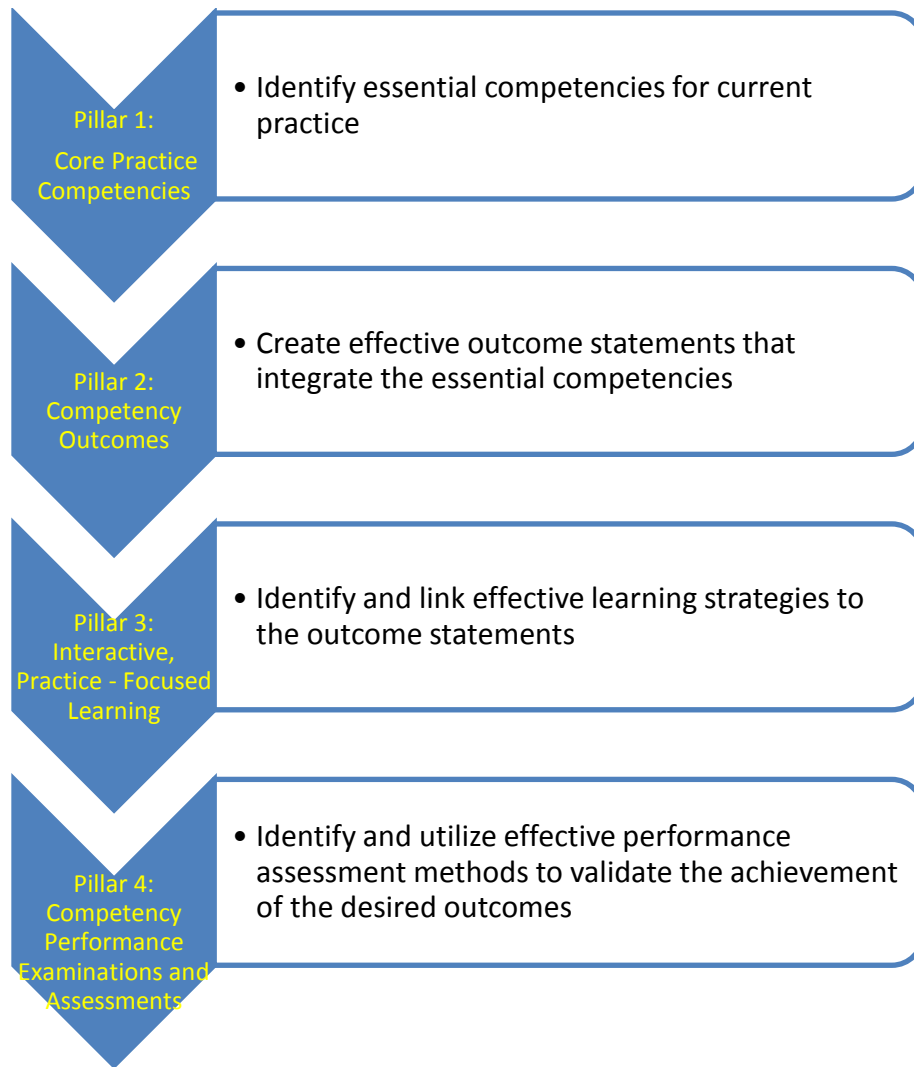 Pillar 1:
Core Practice
Competencies
• Identify essential competencies for current
practice
Pillar 2:
Competency
Outcomes
• Create effective outcome statements that
integrate the essential competencies
Pillar 3:
Interactive,
Practice - Focused
Learning
• Identify and link effective learning strategies to
the outcome statements
Pillar 4:
Competency
Performance
Examinations and
Assessments
• Identify and utilize effective performance
assessment methods to validate the achievement
of the desired outcomes